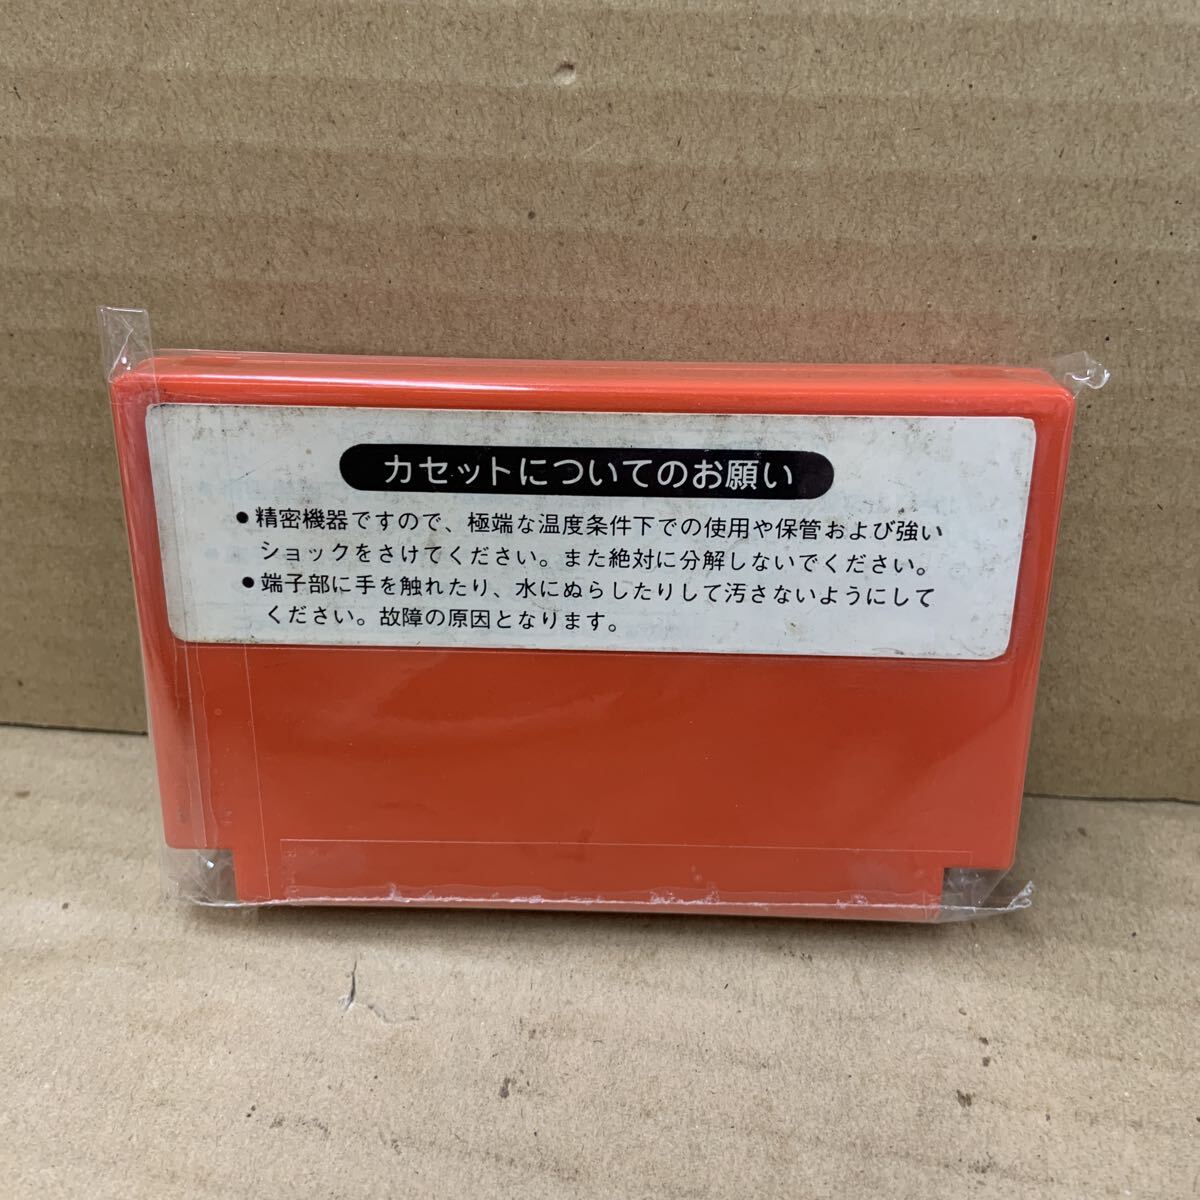 カセットについてのお願い
●精密機器ですので、極端な温度条件下での使用や保管および強い
ショックをさけてください。また絶対に分解しないでください。
●端子部に手を触れたり、水にぬらしたりして汚さないようにして
ください。故障の原因となります。